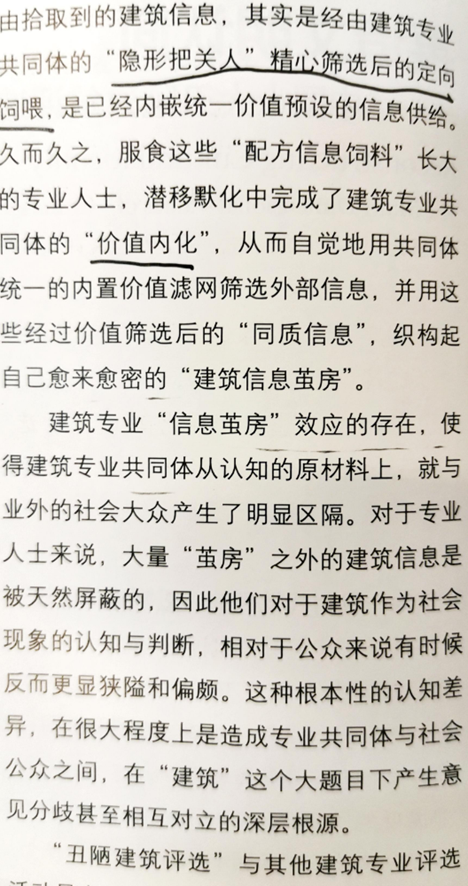 由拾取到的建筑信息，其实是经由建筑专业
共同体的“隐形把关人”精心筛选后的定向
饲喂，是已经内嵌统一价值预设的信息供给。
久而久之，服食这些“配方信息饲料”长大
的专业人士，潜移默化中完成了建筑专业共
同体的“价值内化”，从而自觉地用共同体
统一的内置价值滤网筛选外部信息，并用这
些经过价值筛选后的“同质信息”，织构起
自己愈来愈密的“建筑信息茧房”。
建筑专业“信息茧房”效应的存在，使
得建筑专业共同体从认知的原材料上，就与
业外的社会大众产生了明显区隔。对于专业
人士来说，大量“茧房”之外的建筑信息是
被天然屏蔽的，因此他们对于建筑作为社会
现象的认知与判断，相对于公众来说有时候
反而更显狭隘和偏颇。这种根本性的认知差
异，在很大程度上是造成专业共同体与社会
公众之间，在“建筑”这个大题目下产生意
见分歧甚至相互对立的深层根源。
“丑陋建筑评选”与其他建筑专业评选